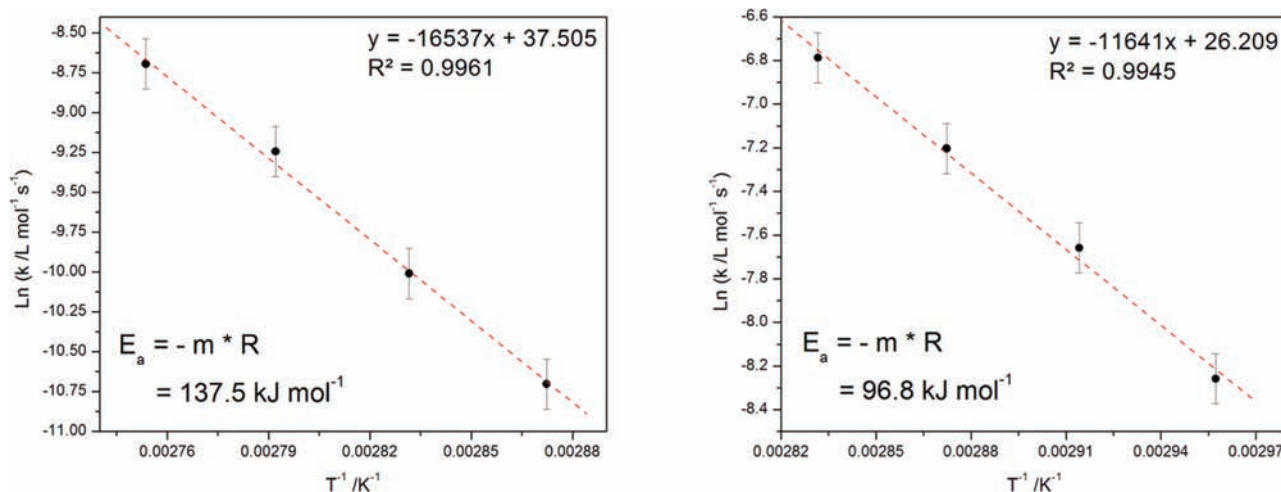 y = -16537x + 37.505
R² = 0.9961
-8.50
-8.75
-9.00
-9.25
-9.50
-9.75
-10.00
-10.25
-10.50
-10.75
-11.00
Ln (k /L mol⁻¹ s⁻¹)
Eₐ = - m * R
= 137.5 kJ mol⁻¹
0.00276 0.00279 0.00282 0.00285 0.00288
T⁻¹ /K⁻¹
y = -11641x + 26.209
R² = 0.9945
-6.6
-6.8
-7.0
-7.2
-7.4
-7.6
-7.8
-8.0
-8.2
-8.4
Ln (k /L mol⁻¹ s⁻¹)
Eₐ = - m * R
= 96.8 kJ mol⁻¹
0.00282 0.00285 0.00288 0.00291 0.00294 0.00297
T⁻¹ /K⁻¹